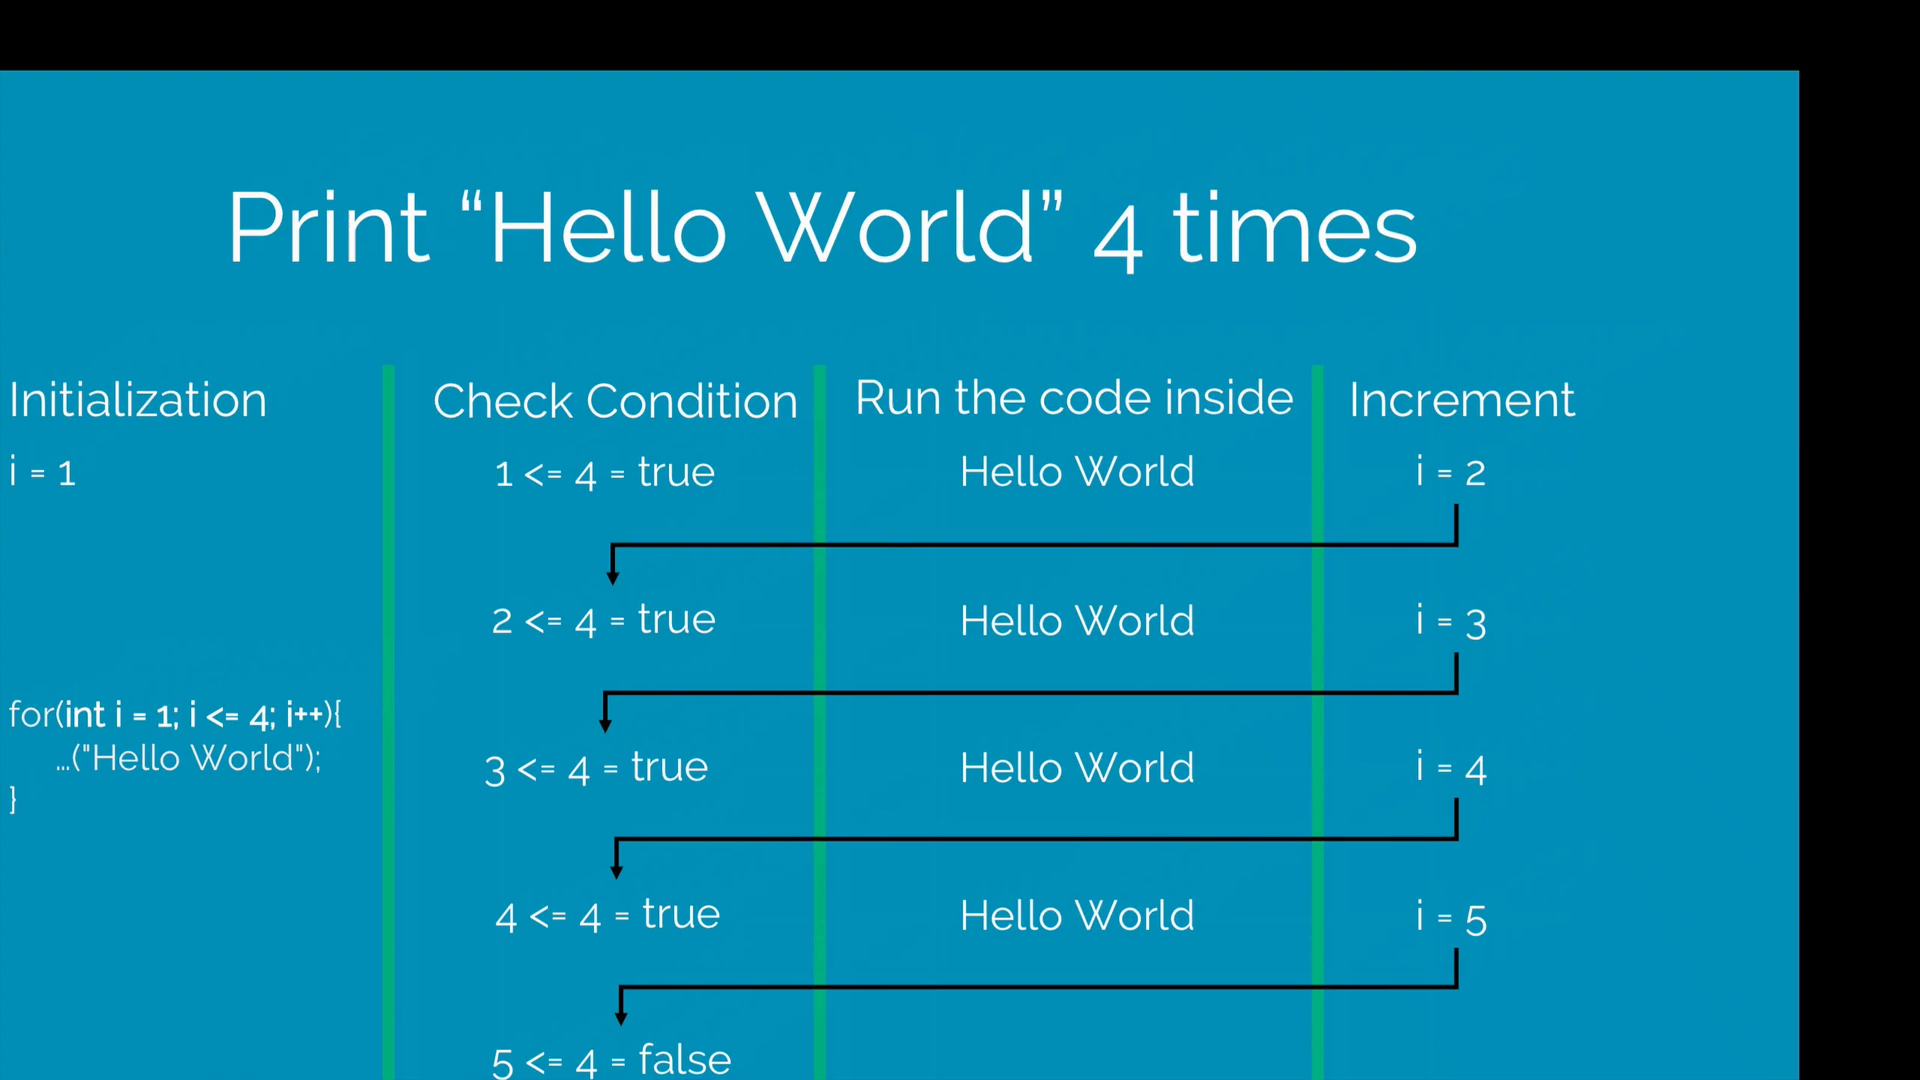 Print “Hello World” 4 times
Initialization
Check Condition
Run the code inside
Increment
i = 1
1 <= 4 = true
Hello World
i = 2
2 <= 4 = true
Hello World
i = 3
for(int i = 1; i <= 4; i++){
...("Hello World");
}
3 <= 4 = true
Hello World
i = 4
4 <= 4 = true
Hello World
i = 5
5 <= 4 = false